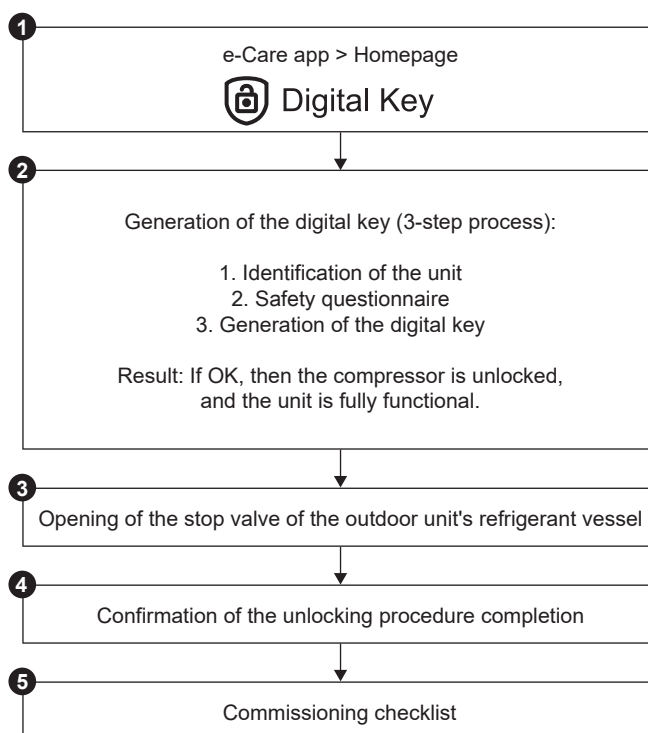 1
e-Care app > Homepage
Digital Key
2
Generation of the digital key (3-step process):
1. Identification of the unit
2. Safety questionnaire
3. Generation of the digital key
Result: If OK, then the compressor is unlocked,
and the unit is fully functional.
3
Opening of the stop valve of the outdoor unit's refrigerant vessel
4
Confirmation of the unlocking procedure completion
5
Commissioning checklist